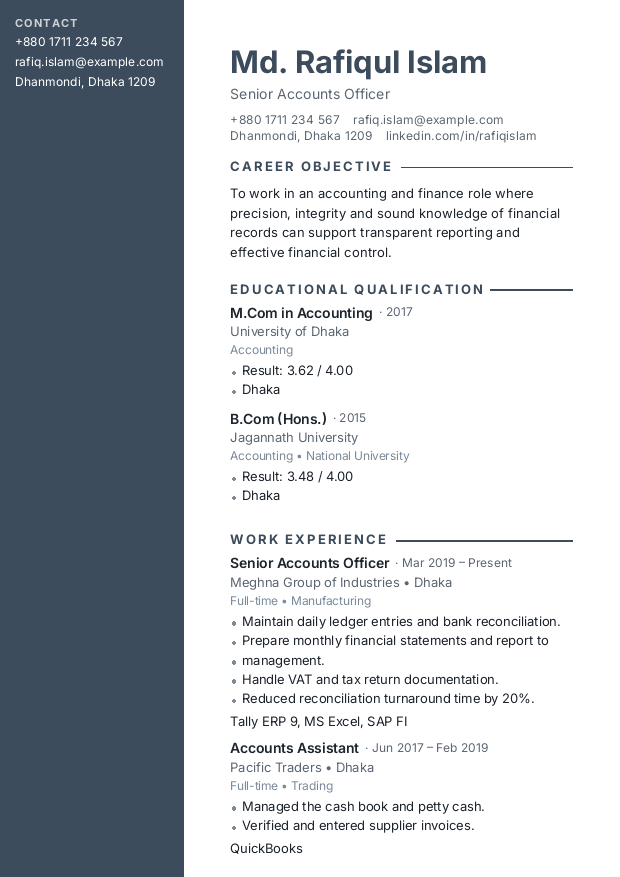 CONTACT
+880 1711 234 567
rafiq.islam@example.com
Dhanmondi, Dhaka 1209
Md. Rafiqul Islam
Senior Accounts Officer
+880 1711 234 567 rafiq.islam@example.com
Dhanmondi, Dhaka 1209 linkedin.com/in/rafiqislam
CAREER OBJECTIVE
To work in an accounting and finance role where
precision, integrity and sound knowledge of financial
records can support transparent reporting and
effective financial control.
EDUCATIONAL QUALIFICATION
M.Com in Accounting · 2017
University of Dhaka
Accounting
• Result: 3.62 / 4.00
• Dhaka
B.Com (Hons.) · 2015
Jagannath University
Accounting • National University
• Result: 3.48 / 4.00
• Dhaka
WORK EXPERIENCE
Senior Accounts Officer · Mar 2019 – Present
Meghna Group of Industries • Dhaka
Full-time • Manufacturing
• Maintain daily ledger entries and bank reconciliation.
• Prepare monthly financial statements and report to
• management.
• Handle VAT and tax return documentation.
• Reduced reconciliation turnaround time by 20%.
Tally ERP 9, MS Excel, SAP FI
Accounts Assistant · Jun 2017 – Feb 2019
Pacific Traders • Dhaka
Full-time • Trading
• Managed the cash book and petty cash.
• Verified and entered supplier invoices.
QuickBooks